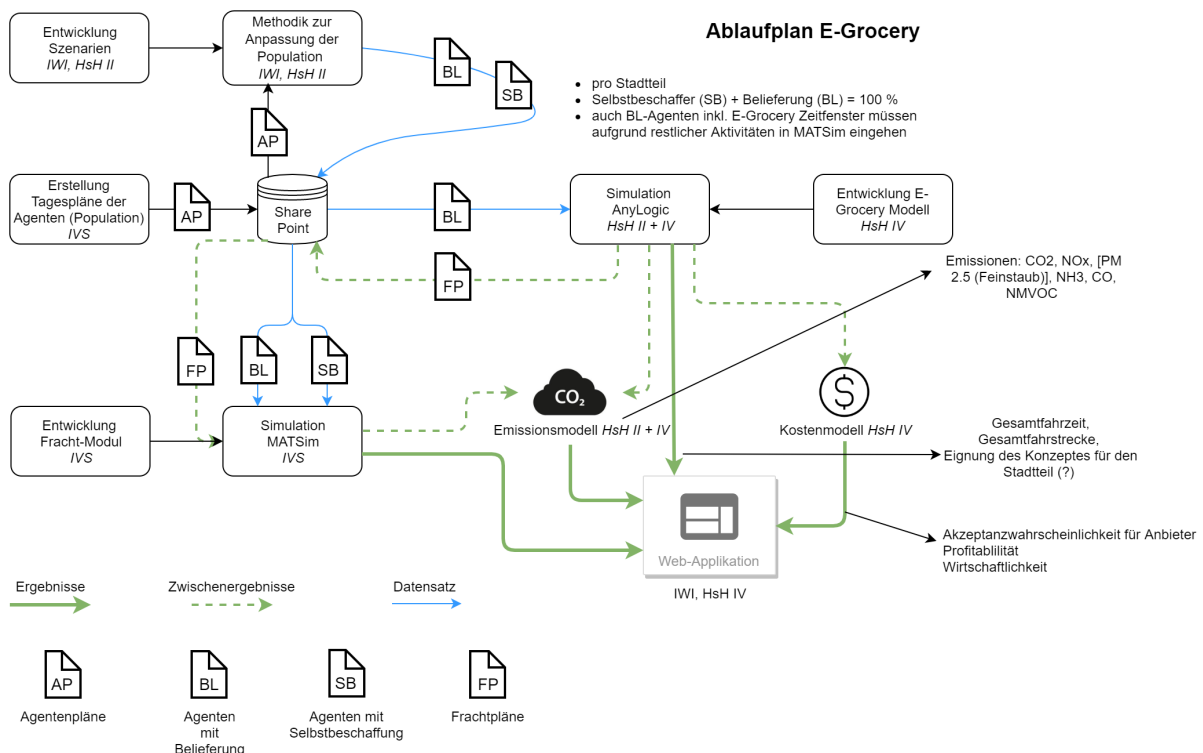 Ablaufplan E-Grocery
Entwicklung
Szenarien
IWI, HsH II
Methodik zur
Anpassung der
Population
IWI, HsH II
BL
SB
• pro Stadtteil
• Selbstbeschaffer (SB) + Belieferung (BL) = 100 %
• auch BL-Agenten inkl. E-Grocery Zeitfenster müssen
aufgrund restlicher Aktivitäten in MATSim eingehen
AP
Erstellung
Tagespläne der
Agenten (Population)
IVS
AP
Share
Point
BL
Simulation
AnyLogic
HsH II + IV
Entwicklung E-
Grocery Modell
HsH IV
FP
Emissionen: CO2, NOx, [PM
2.5 (Feinstaub)], NH3, CO,
NMVOC
FP
BL
SB
Entwicklung
Fracht-Modul
IVS
Simulation
MATSim
IVS
CO₂
Emissionsmodell HsH II + IV
$
Kostenmodell HsH IV
Gesamtfahrzeit,
Gesamtfahrstrecke,
Eignung des Konzeptes für den
Stadtteil (?)
Web-Applikation
IWI, HsH IV
Akzeptanzwahrscheinlichkeit für Anbieter
Profitablilität
Wirtschaftlichkeit
Ergebnisse
Zwischenergebnisse
Datensatz
AP
Agentenpläne
BL
Agenten
mit
Belieferung
SB
Agenten mit
Selbstbeschaffung
FP
Frachtpläne